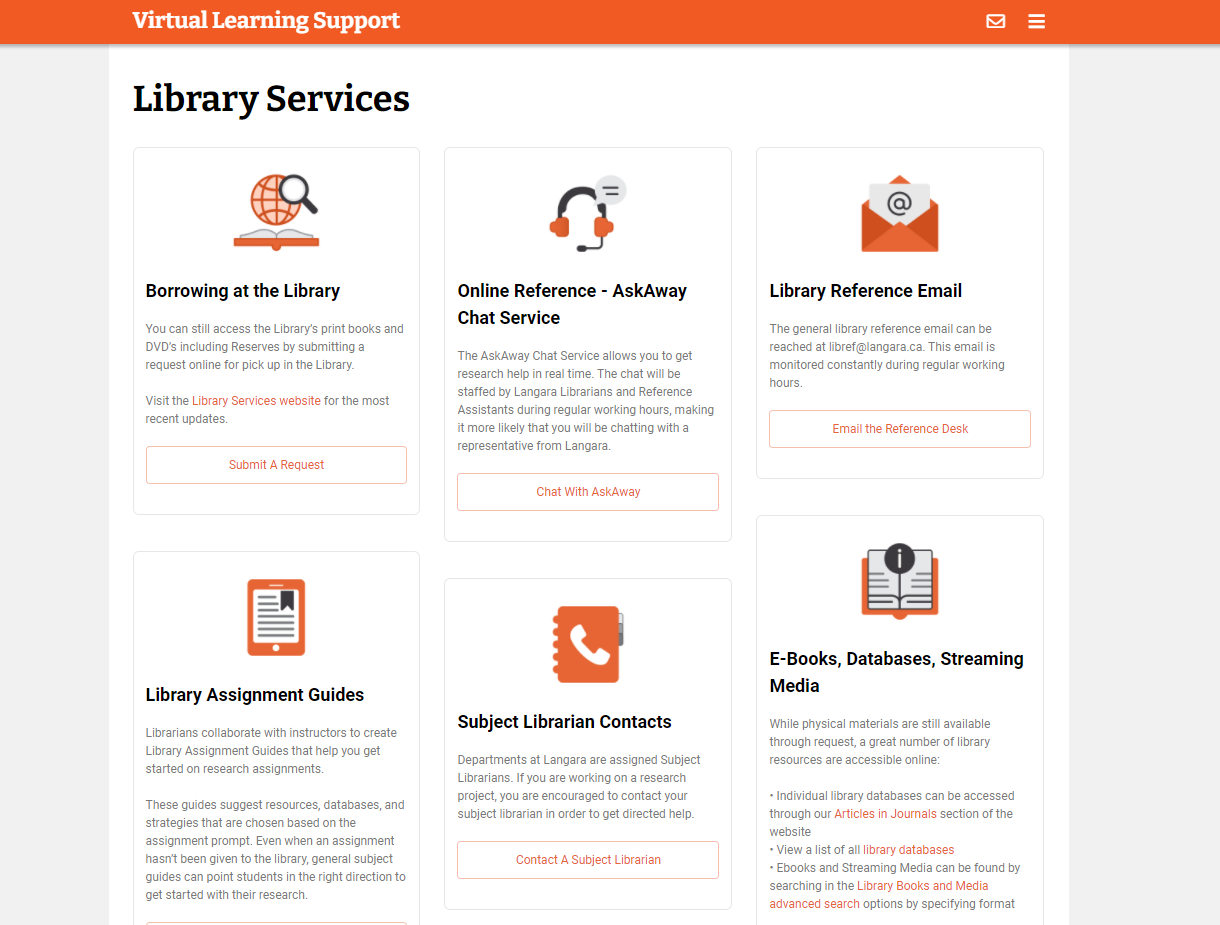 Virtual Learning Support
Library Services
Borrowing at the Library
You can still access the Library's print books and
DVD's including Reserves by submitting a
request online for pick up in the Library.
Visit the Library Services website for the most
recent updates.
Submit A Request
Online Reference - AskAway
Chat Service
The AskAway Chat Service allows you to get
research help in real time. The chat will be
staffed by Langara Librarians and Reference
Assistants during regular working hours, making
it more likely that you will be chatting with a
representative from Langara.
Chat With AskAway
@
Library Reference Email
The general library reference email can be
reached at libref@langara.ca. This email is
monitored constantly during regular working
hours.
Email the Reference Desk
Library Assignment Guides
Librarians collaborate with instructors to create
Library Assignment Guides that help you get
started on research assignments.
These guides suggest resources, databases, and
strategies that are chosen based on the
assignment prompt. Even when an assignment
hasn't been given to the library, general subject
guides can point students in the right direction to
get started with their research.
Subject Librarian Contacts
Departments at Langara are assigned Subject
Librarians. If you are working on a research
project, you are encouraged to contact your
subject librarian in order to get directed help.
Contact A Subject Librarian
i
E-Books, Databases, Streaming
Media
While physical materials are still available
through request, a great number of library
resources are accessible online:
• Individual library databases can be accessed
through our Articles in Journals section of the
website
• View a list of all library databases
• Ebooks and Streaming Media can be found by
searching in the Library Books and Media
advanced search options by specifying format